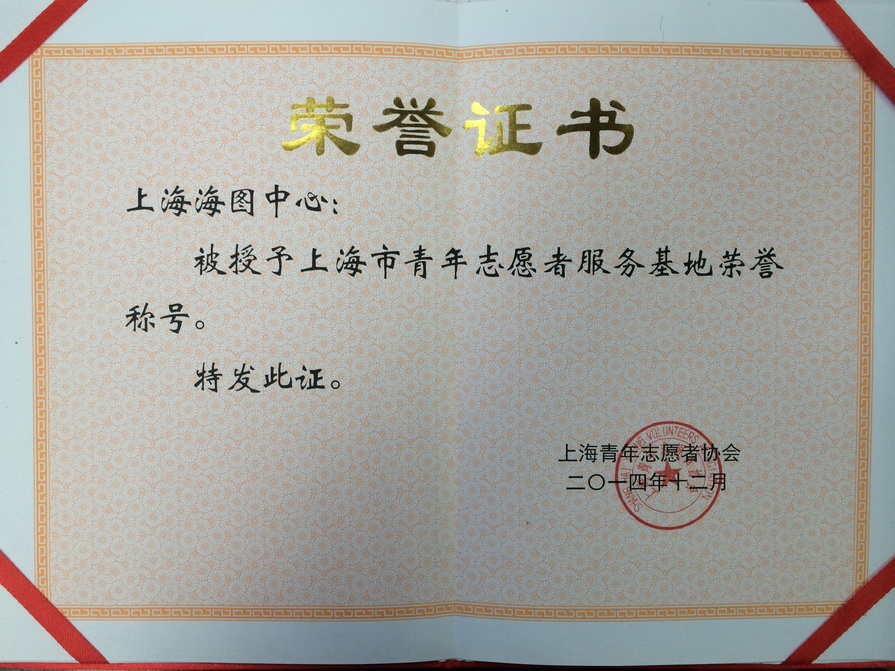 荣誉证书
上海海图中心：
被授予上海市青年志愿者服务基地荣誉
称号。
特发此证。
上海青年志愿者协会
二〇一四年十二月